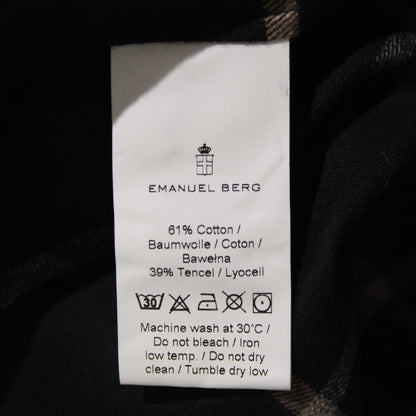 EMANUEL BERG
61% Cotton /
Baumwolle / Coton /
Bawełna
39% Tencel / Lyocell
30
Machine wash at 30°C /
Do not bleach / Iron
low temp. / Do not dry
clean / Tumble dry low